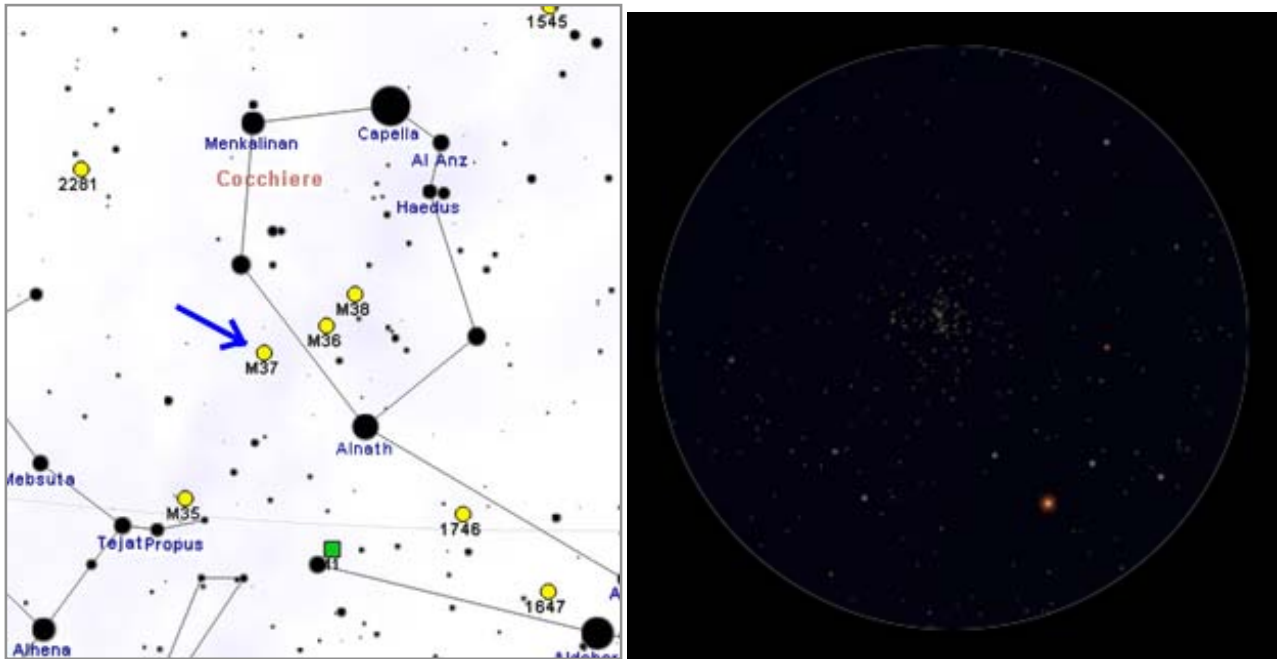 1545
Capella
Menkalinan
Al Anz
2281
Cocchiere
Haedus
M38
M36
M37
Alnath
Mebsuta
M35
1746
Tejat Propus
1647
Alhena